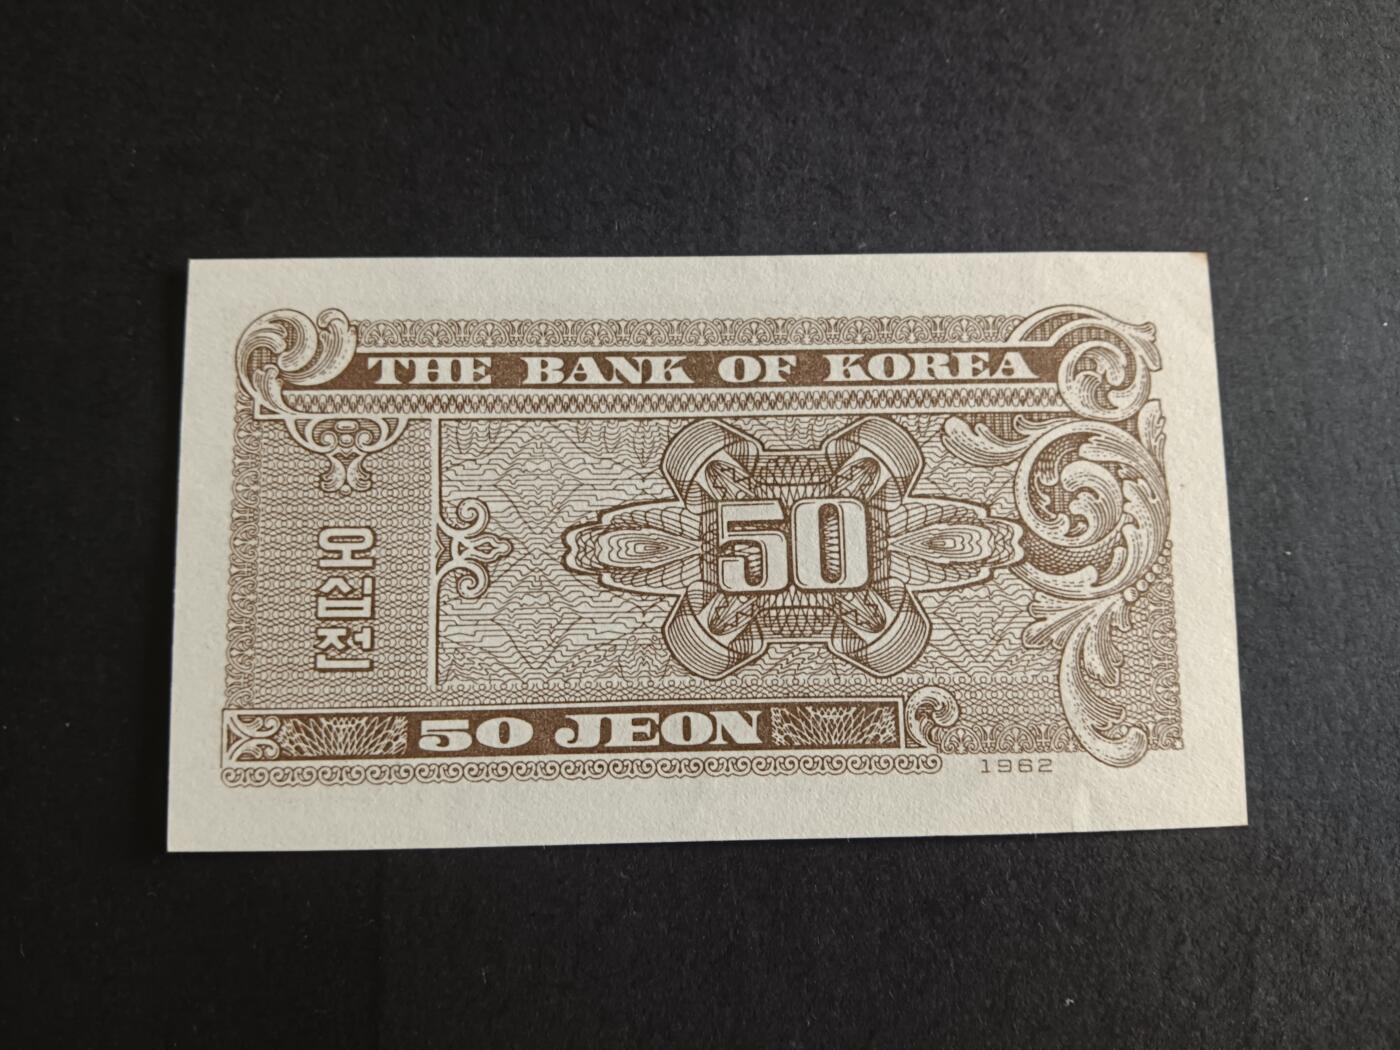 THE BANK OF KOREA
오십전
50
50 JEON
1962